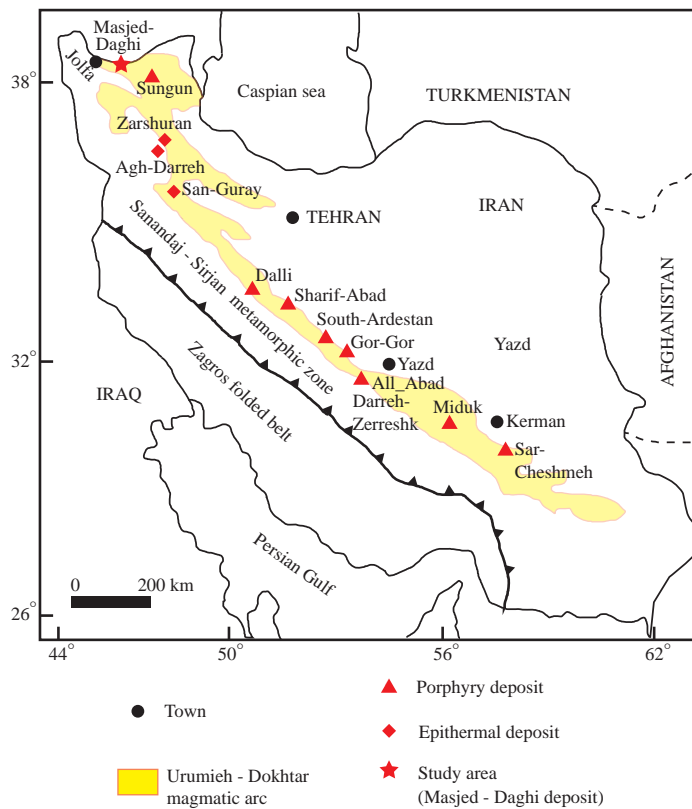 Masjed-
Daghi
Jolfa
38°
Sungun
Caspian sea
TURKMENISTAN
Zarshuran
Agh-Darreh
San-Guray
TEHRAN
IRAN
Sanandaj - Sirjan metamorphic zone
Dalli
Sharif-Abad
South-Ardestan
Gor-Gor
AFGHANISTAN
Yazd
32°
Yazd
IRAQ
Zagros folded belt
All_Abad
Darreh-
Zerreshk
Miduk
Kerman
Sar-
Cheshmeh
Persian Gulf
0 200 km
26°
44° 50° 56° 62°
Porphyry deposit
Town
Epithermal deposit
Urumieh - Dokhtar
magmatic arc
Study area
(Masjed - Daghi deposit)